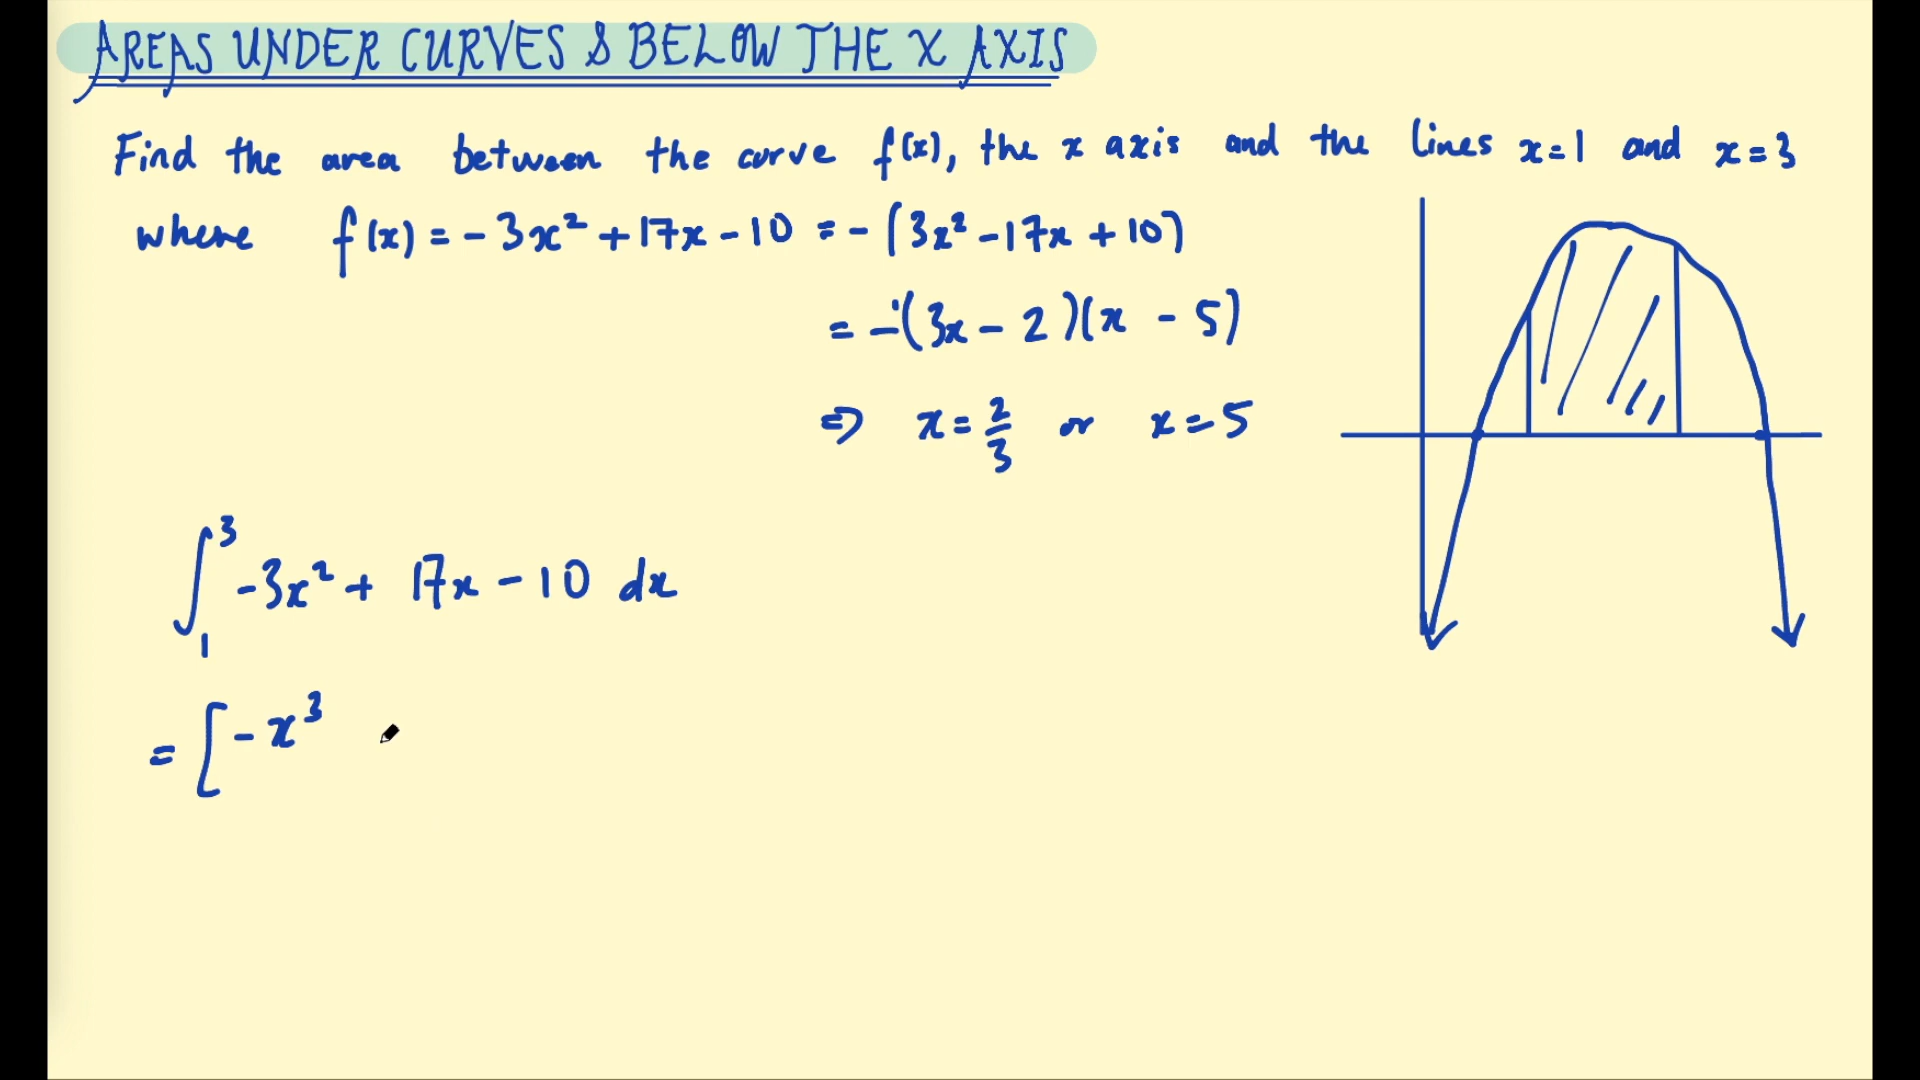 AREAS UNDER CURVES & BELOW THE X AXIS
Find the area between the curve f(x), the x axis and the lines x=1 and x=3
where f(x) = -3x² + 17x - 10 = -(3x² - 17x + 10)
= -(3x - 2)(x - 5)
⇒ x = 2/3 or x = 5
∫₁³ -3x² + 17x - 10 dx
= [-x³